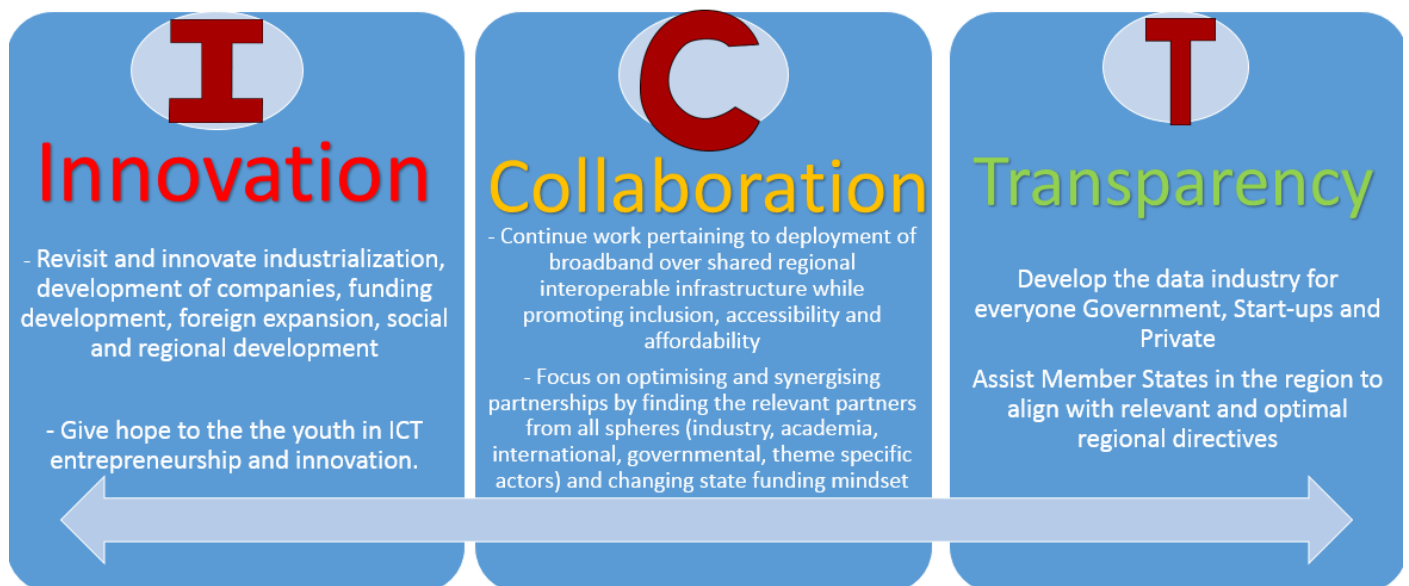 I
Innovation
- Revisit and innovate industrialization,
development of companies, funding
development, foreign expansion, social
and regional development
- Give hope to the the youth in ICT
entrepreneurship and innovation.
C
Collaboration
- Continue work pertaining to deployment of
broadband over shared regional
interoperable infrastructure while
promoting inclusion, accessibility and
affordability
- Focus on optimising and synergising
partnerships by finding the relevant partners
from all spheres (industry, academia,
international, governmental, theme specific
actors) and changing state funding mindset
T
Transparency
Develop the data industry for
everyone Government, Start-ups and
Private
Assist Member States in the region to
align with relevant and optimal
regional directives